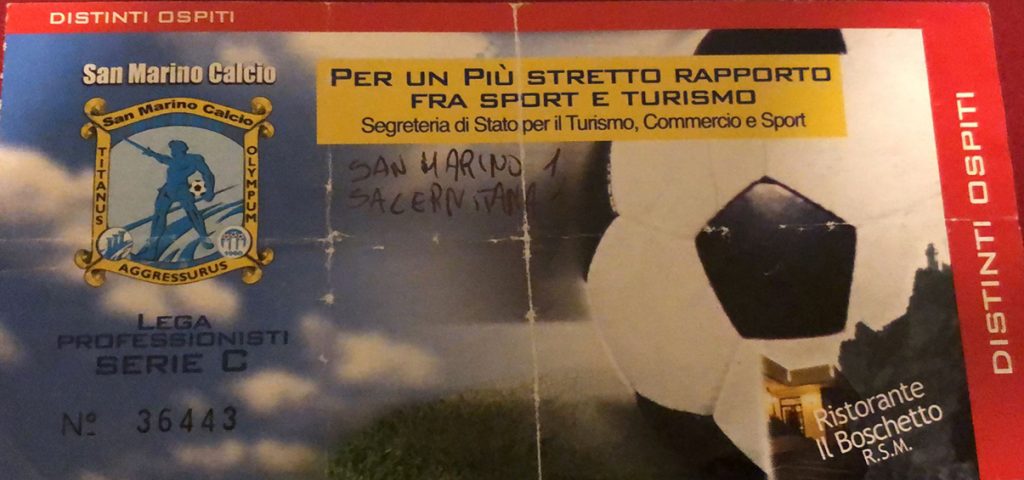 DISTINTI OSPITI
San Marino Calcio
San Marino Calcio
TITANUS
OLYMPUM
1960
AGGRESSURUS
LEGA
PROFESSIONISTI
SERIE C
Nº 36443
PER UN PIÙ STRETTO RAPPORTO
FRA SPORT E TURISMO
Segreteria di Stato per il Turismo, Commercio e Sport
SAN MARINO 1
SALERNITANA
Ristorante
Il Boschetto
R.S.M.
DISTINTI OSPITI